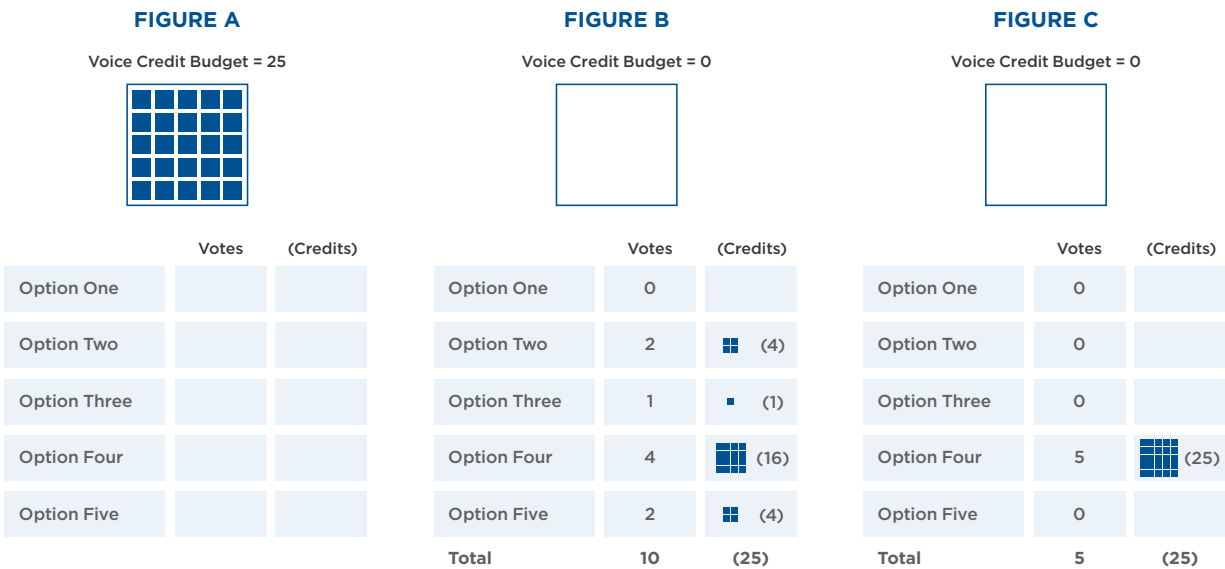 FIGURE A
Voice Credit Budget = 25
Votes (Credits)
Option One
Option Two
Option Three
Option Four
Option Five
FIGURE B
Voice Credit Budget = 0
Votes (Credits)
Option One 0
Option Two 2 (4)
Option Three 1 (1)
Option Four 4 (16)
Option Five 2 (4)
Total 10 (25)
FIGURE C
Voice Credit Budget = 0
Votes (Credits)
Option One 0
Option Two 0
Option Three 0
Option Four 5 (25)
Option Five 0
Total 5 (25)